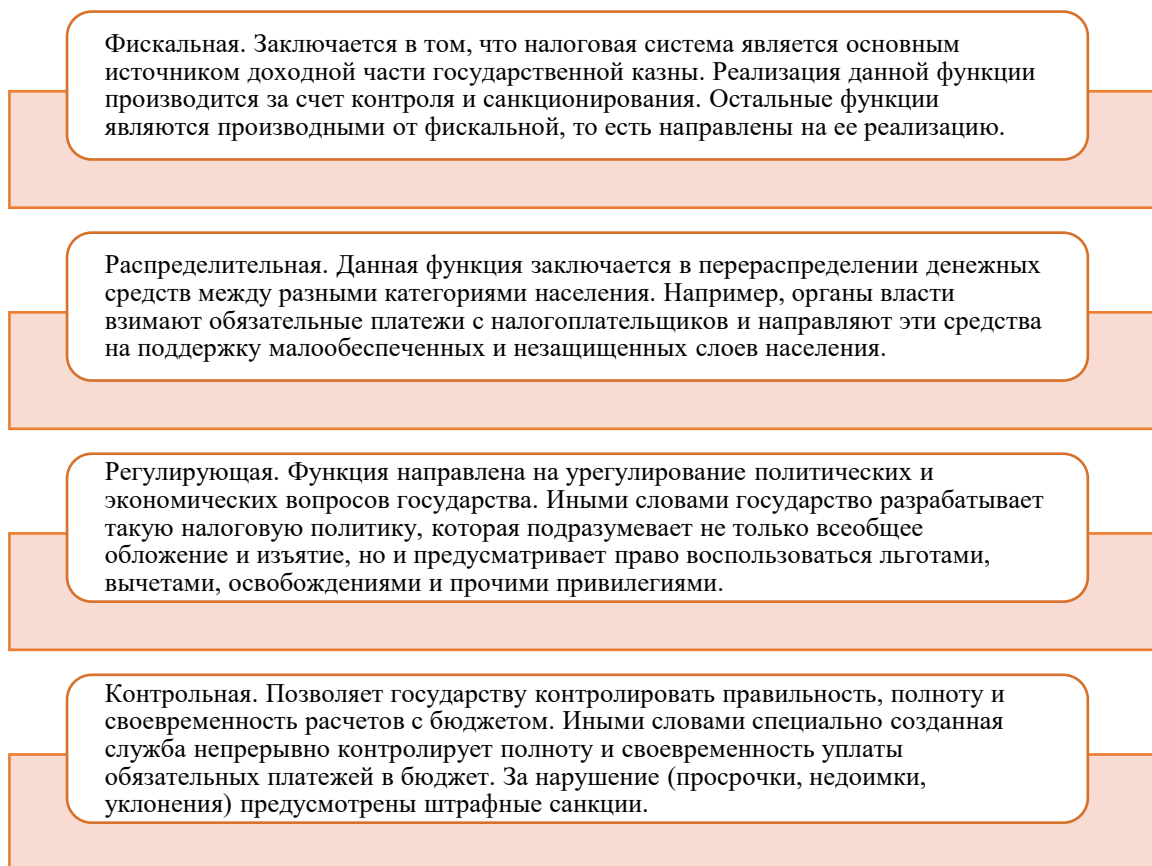 Фискальная. Заключается в том, что налоговая система является основным
источником доходной части государственной казны. Реализация данной функции
производится за счет контроля и санкционирования. Остальные функции
являются производными от фискальной, то есть направлены на ее реализацию.
Распределительная. Данная функция заключается в перераспределении денежных
средств между разными категориями населения. Например, органы власти
взимают обязательные платежи с налогоплательщиков и направляют эти средства
на поддержку малообеспеченных и незащищенных слоев населения.
Регулирующая. Функция направлена на урегулирование политических и
экономических вопросов государства. Иными словами государство разрабатывает
такую налоговую политику, которая подразумевает не только всеобщее
обложение и изъятие, но и предусматривает право воспользоваться льготами,
вычетами, освобождениями и прочими привилегиями.
Контрольная. Позволяет государству контролировать правильность, полноту и
своевременность расчетов с бюджетом. Иными словами специально созданная
служба непрерывно контролирует полноту и своевременность уплаты
обязательных платежей в бюджет. За нарушение (просрочки, недоимки,
уклонения) предусмотрены штрафные санкции.